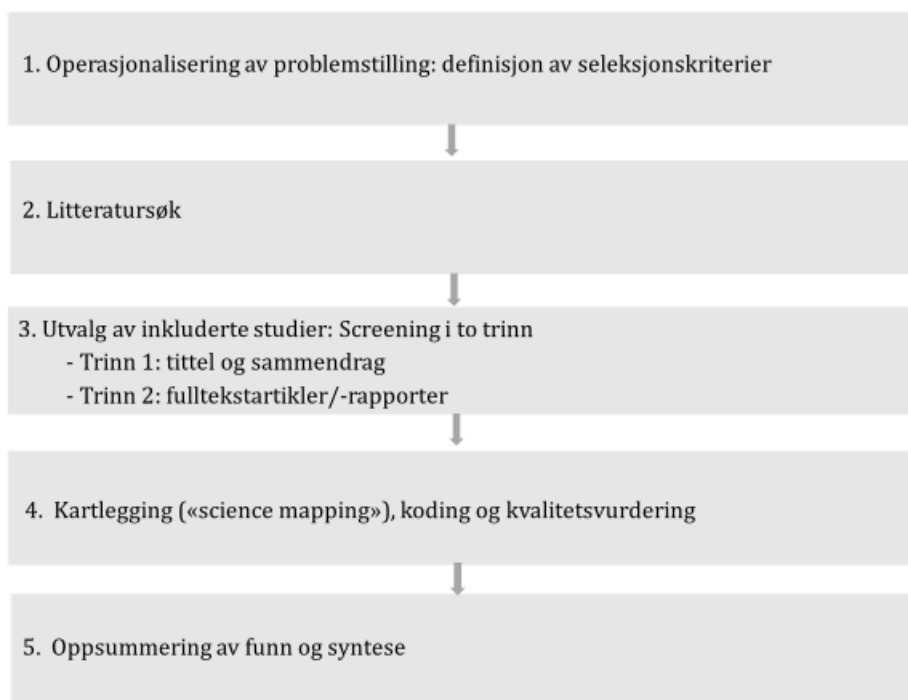 1. Operasjonalisering av problemstilling: definisjon av seleksjonskriterier
2. Litteratursøk
3. Utvalg av inkluderte studier: Screening i to trinn
- Trinn 1: tittel og sammendrag
- Trinn 2: fulltekstartikler/-rapporter
4. Kartlegging («science mapping»), koding og kvalitetsvurdering
5. Oppsummering av funn og syntese